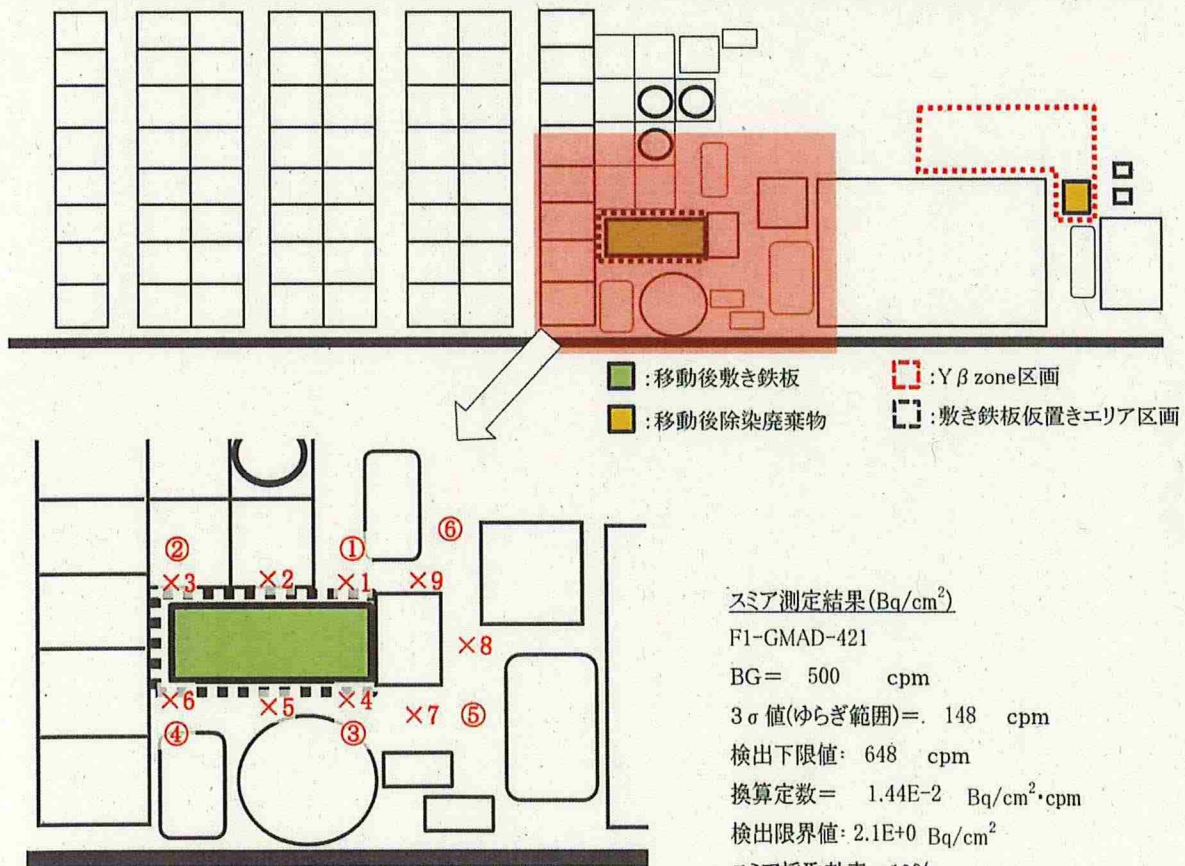 :移動後敷き鉄板
:Yβzone区画
:移動後除染廃棄物
:敷き鉄板仮置きエリア区画
② ① ⑥
×3 ×2 ×1 ×9
×8
×6 ×5 ×4 ×7 ⑤
④ ③
スミア測定結果(Bq/cm²)
F1-GMAD-421
BG= 500 cpm
3σ値(ゆらぎ範囲)=. 148 cpm
検出下限値: 648 cpm
換算定数= 1.44E-2 Bq/cm²・cpm
検出限界値: 2.1E+0 Bq/cm²